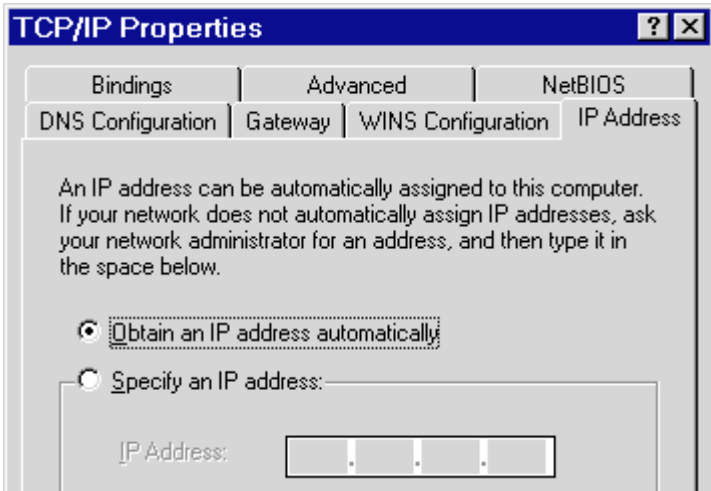 TCP/IP Properties
Bindings Advanced NetBIOS
DNS Configuration Gateway WINS Configuration IP Address
An IP address can be automatically assigned to this computer.
If your network does not automatically assign IP addresses, ask
your network administrator for an address, and then type it in
the space below.
Obtain an IP address automatically
Specify an IP address:
IP Address: